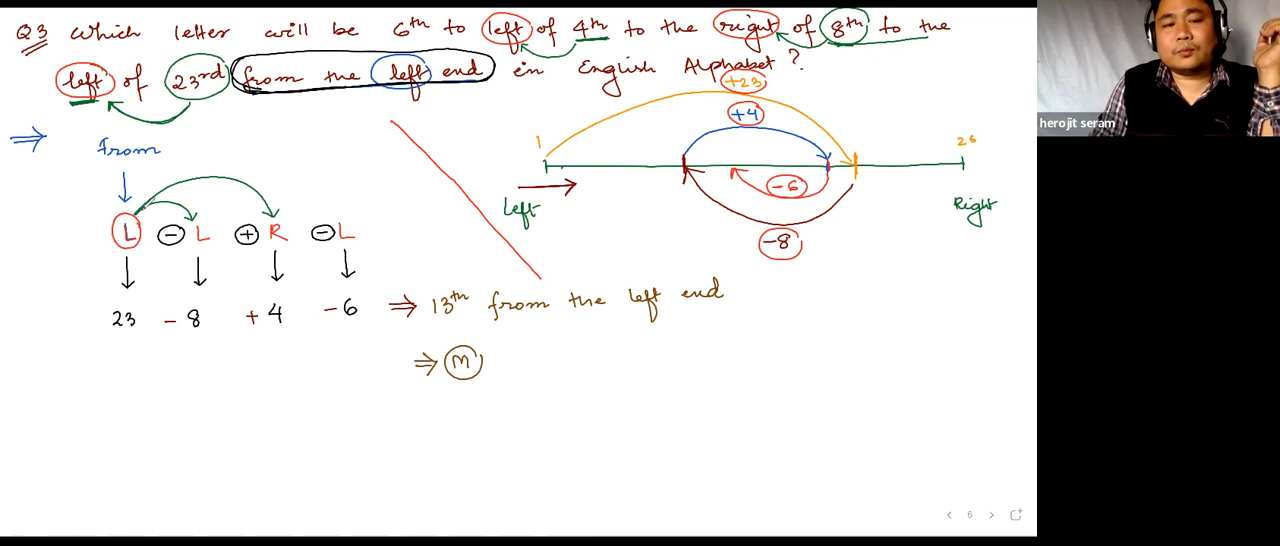 Q3 Which letter will be 6th to left of 4th to the right of 8th to the
left of 23rd from the left end in English Alphabet?
+23
+4
1
26
-6
Left
Right
-8
from
L - L + R - L
23 - 8 + 4 - 6 ⇒ 13th from the left end
⇒ M
herojit seram
6